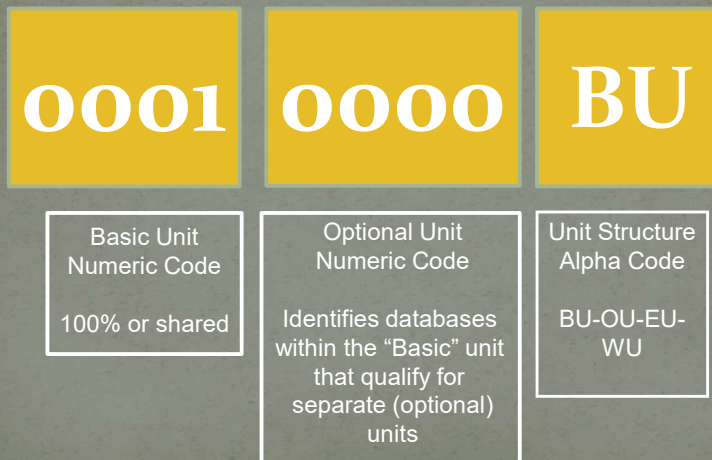 0001 0000 BU
Basic Unit
Numeric Code
100% or shared
Optional Unit
Numeric Code
Identifies databases
within the “Basic” unit
that qualify for
separate (optional)
units
Unit Structure
Alpha Code
BU-OU-EU-
WU